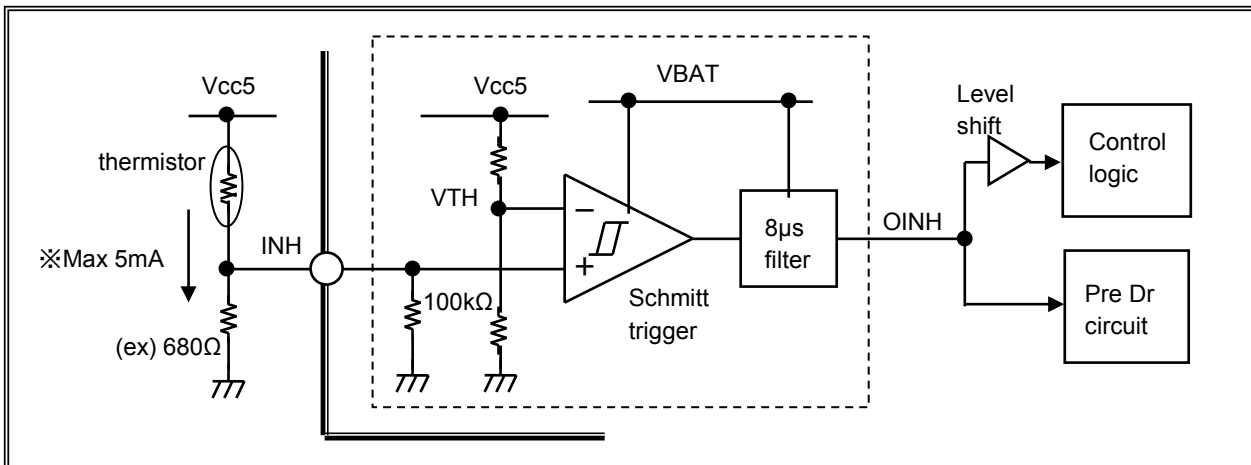 Vcc5
thermistor
※Max 5mA
(ex) 680Ω
INH
Vcc5
VTH
100kΩ
VBAT
−
+
Schmitt
trigger
8µs
filter
OINH
Level
shift
Control
logic
Pre Dr
circuit